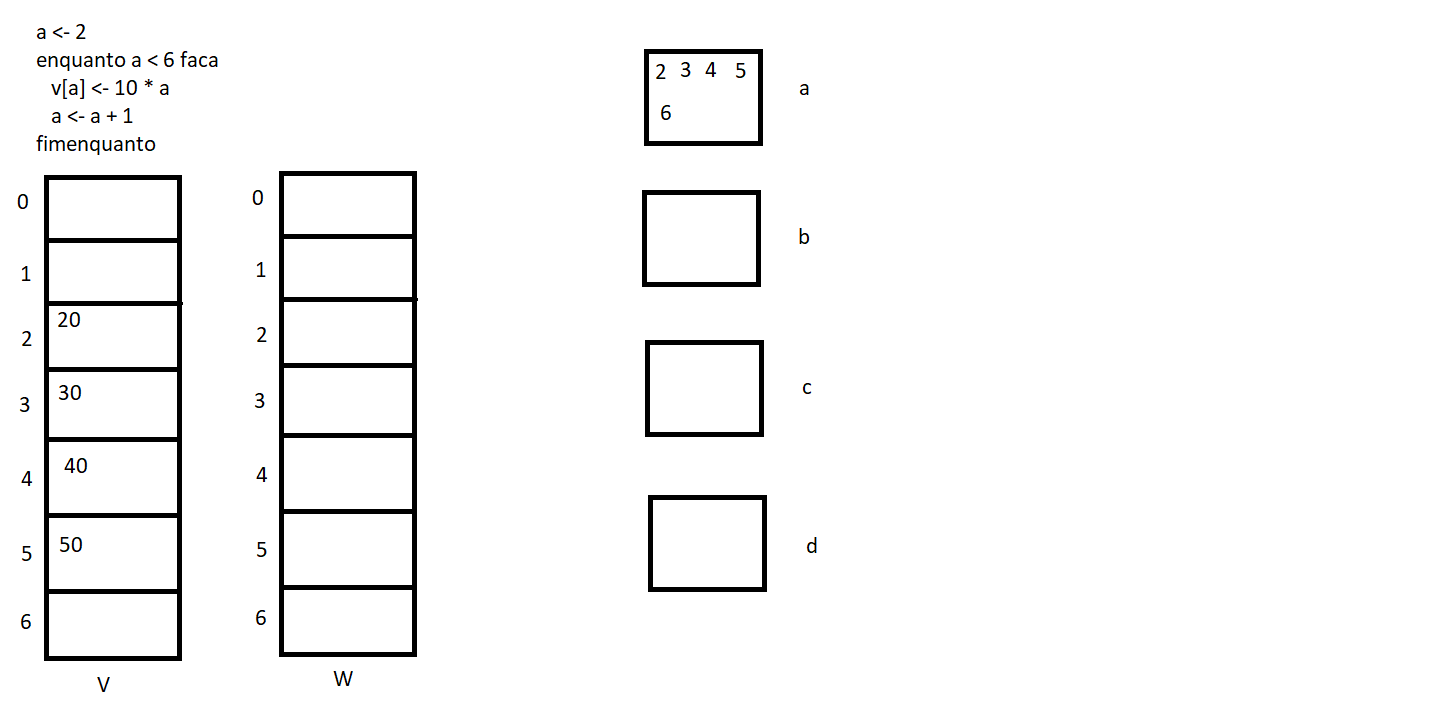 a <- 2
enquanto a < 6 faca
v[a] <- 10 * a
a <- a + 1
fimenquanto
0
1
2 20
3 30
4 40
5 50
6
V
0
1
2
3
4
5
6
W
2 3 4 5
6
a
b
c
d